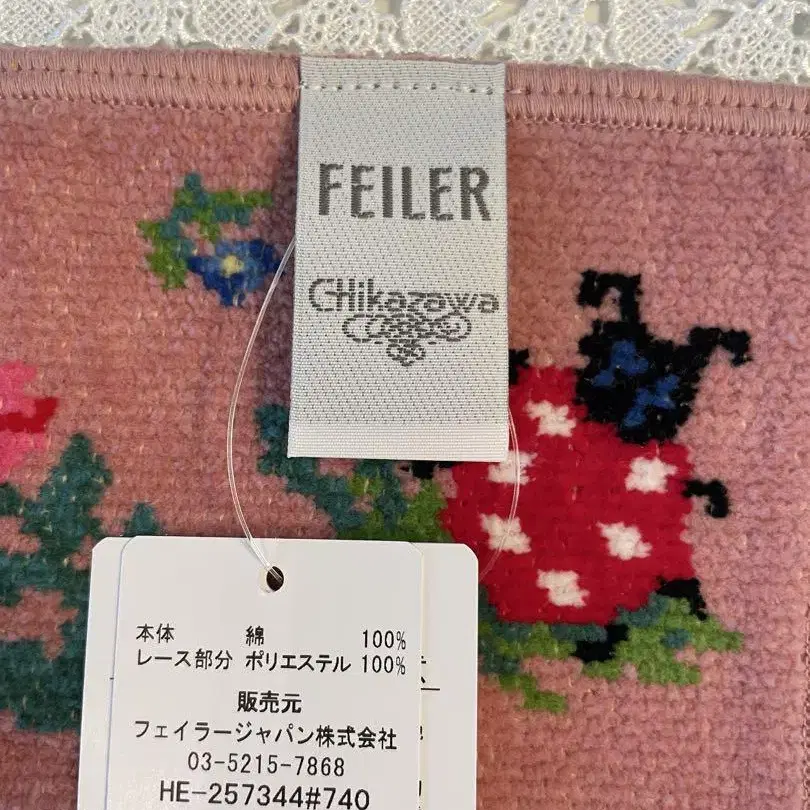 FEILER
CHikazawa
本体 綿 100%
レース部分 ポリエステル 100%
販売元
フェイラージャパン株式会社
03-5215-7868
HE-257344#740